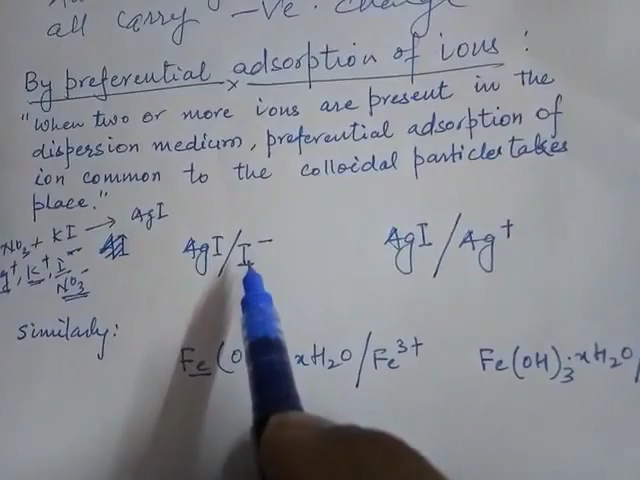 all carry -ve. charge
By preferential adsorption of ions :
"When two or more ions are present in the
dispersion medium, preferential adsorption of
ion common to the colloidal particles takes
place."
NO3 + KI → AgI
AgI/I⁻ AgI/Ag⁺
g⁺, K⁺, I⁻
NO3⁻
Similarly:
xH2O/Fe³⁺ Fe(OH)3.xH2O/